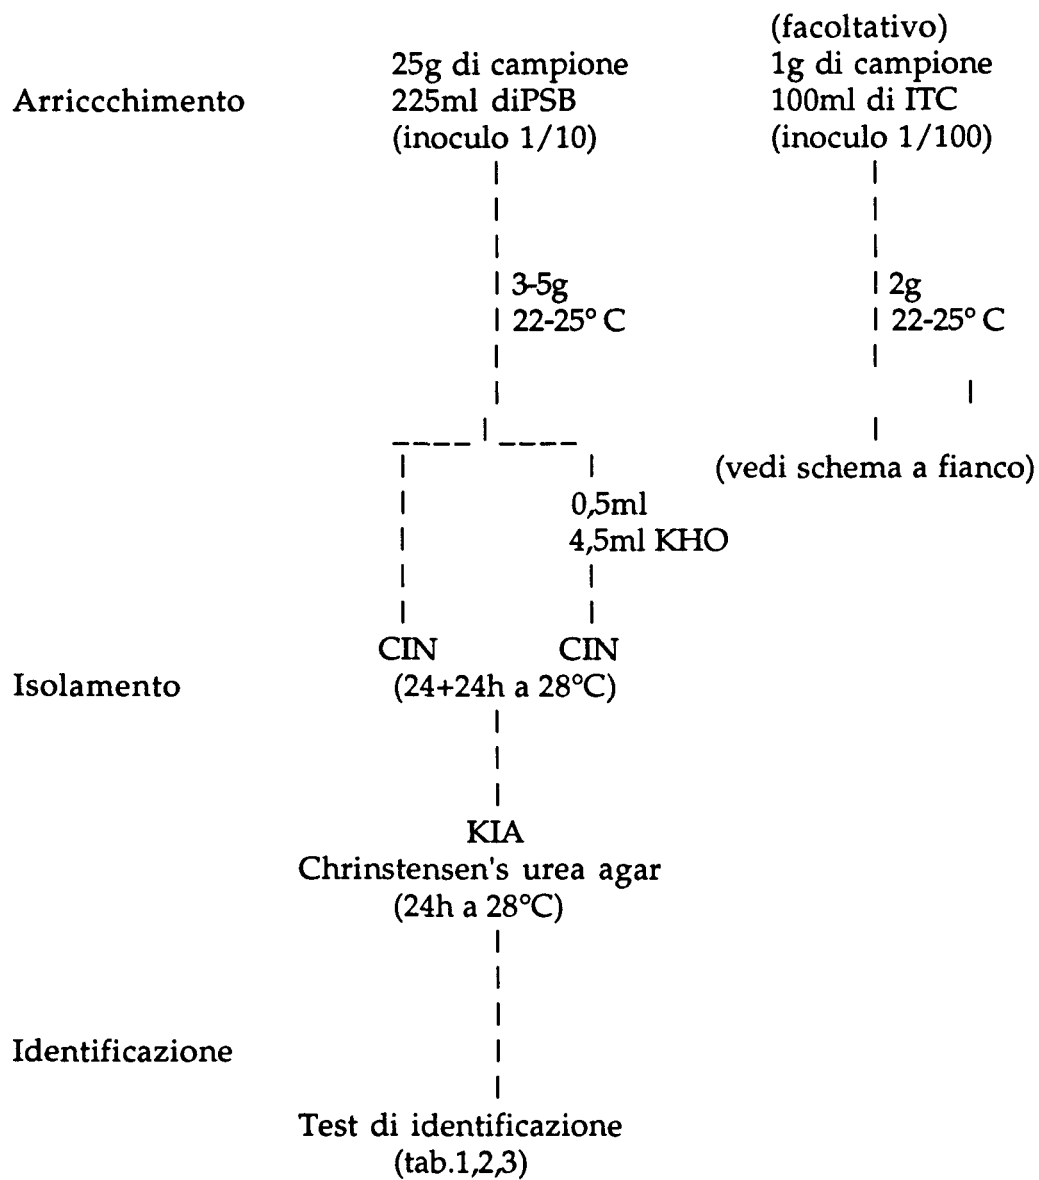 (facoltativo)
25g di campione
1g di campione
Arriccchimento
225ml diPSB
100ml di ITC
(inoculo 1/10)
(inoculo 1/100)
3-5g
2g
22-25° C
22-25° C
(vedi schema a fianco)
0,5ml
4,5ml KHO
CIN
CIN
Isolamento
(24+24h a 28°C)
KIA
Chrinstensen's urea agar
(24h a 28°C)
Identificazione
Test di identificazione
(tab.1,2,3)